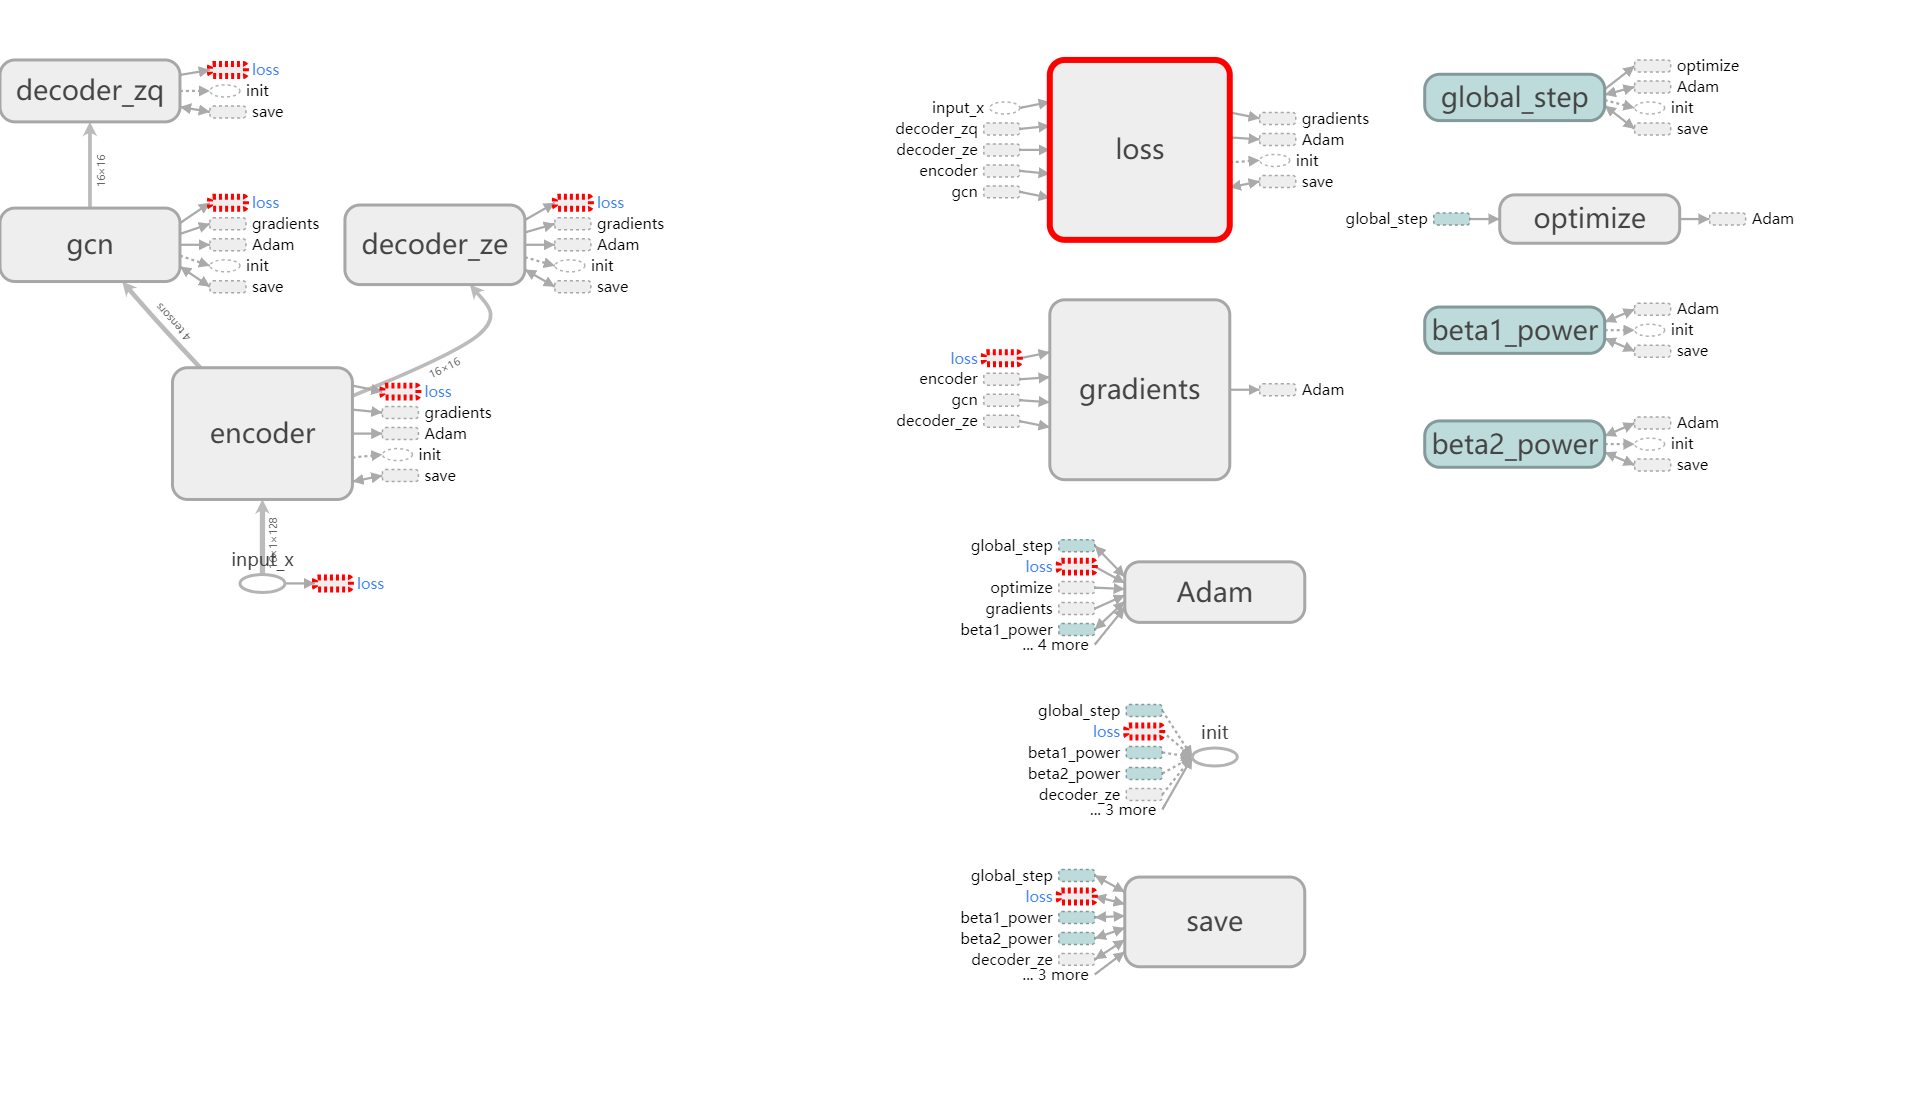 decoder_zq
loss
init
save
16×16
gcn
loss
gradients
Adam
init
save
decoder_ze
loss
gradients
Adam
init
save
4 tensors
16×16
encoder
loss
gradients
Adam
init
save
input_x
loss
input_x
decoder_zq
decoder_ze
encoder
gcn
loss
gradients
Adam
init
save
global_step
optimize
Adam
init
save
global_step
optimize
Adam
loss
encoder
gcn
decoder_ze
gradients
Adam
beta1_power
Adam
init
save
beta2_power
Adam
init
save
global_step
loss
optimize
gradients
beta1_power
... 4 more
Adam
global_step
loss
beta1_power
beta2_power
decoder_ze
... 3 more
init
global_step
loss
beta1_power
beta2_power
decoder_ze
... 3 more
save